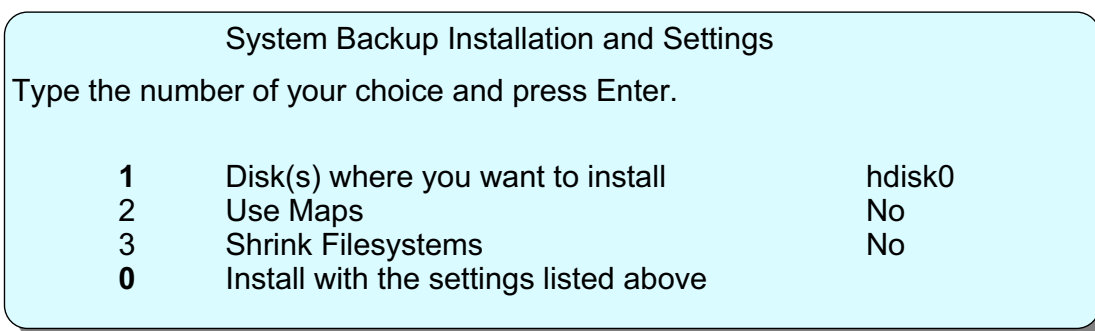 System Backup Installation and Settings
Type the number of your choice and press Enter.
1 Disk(s) where you want to install hdisk0
2 Use Maps No
3 Shrink Filesystems No
0 Install with the settings listed above